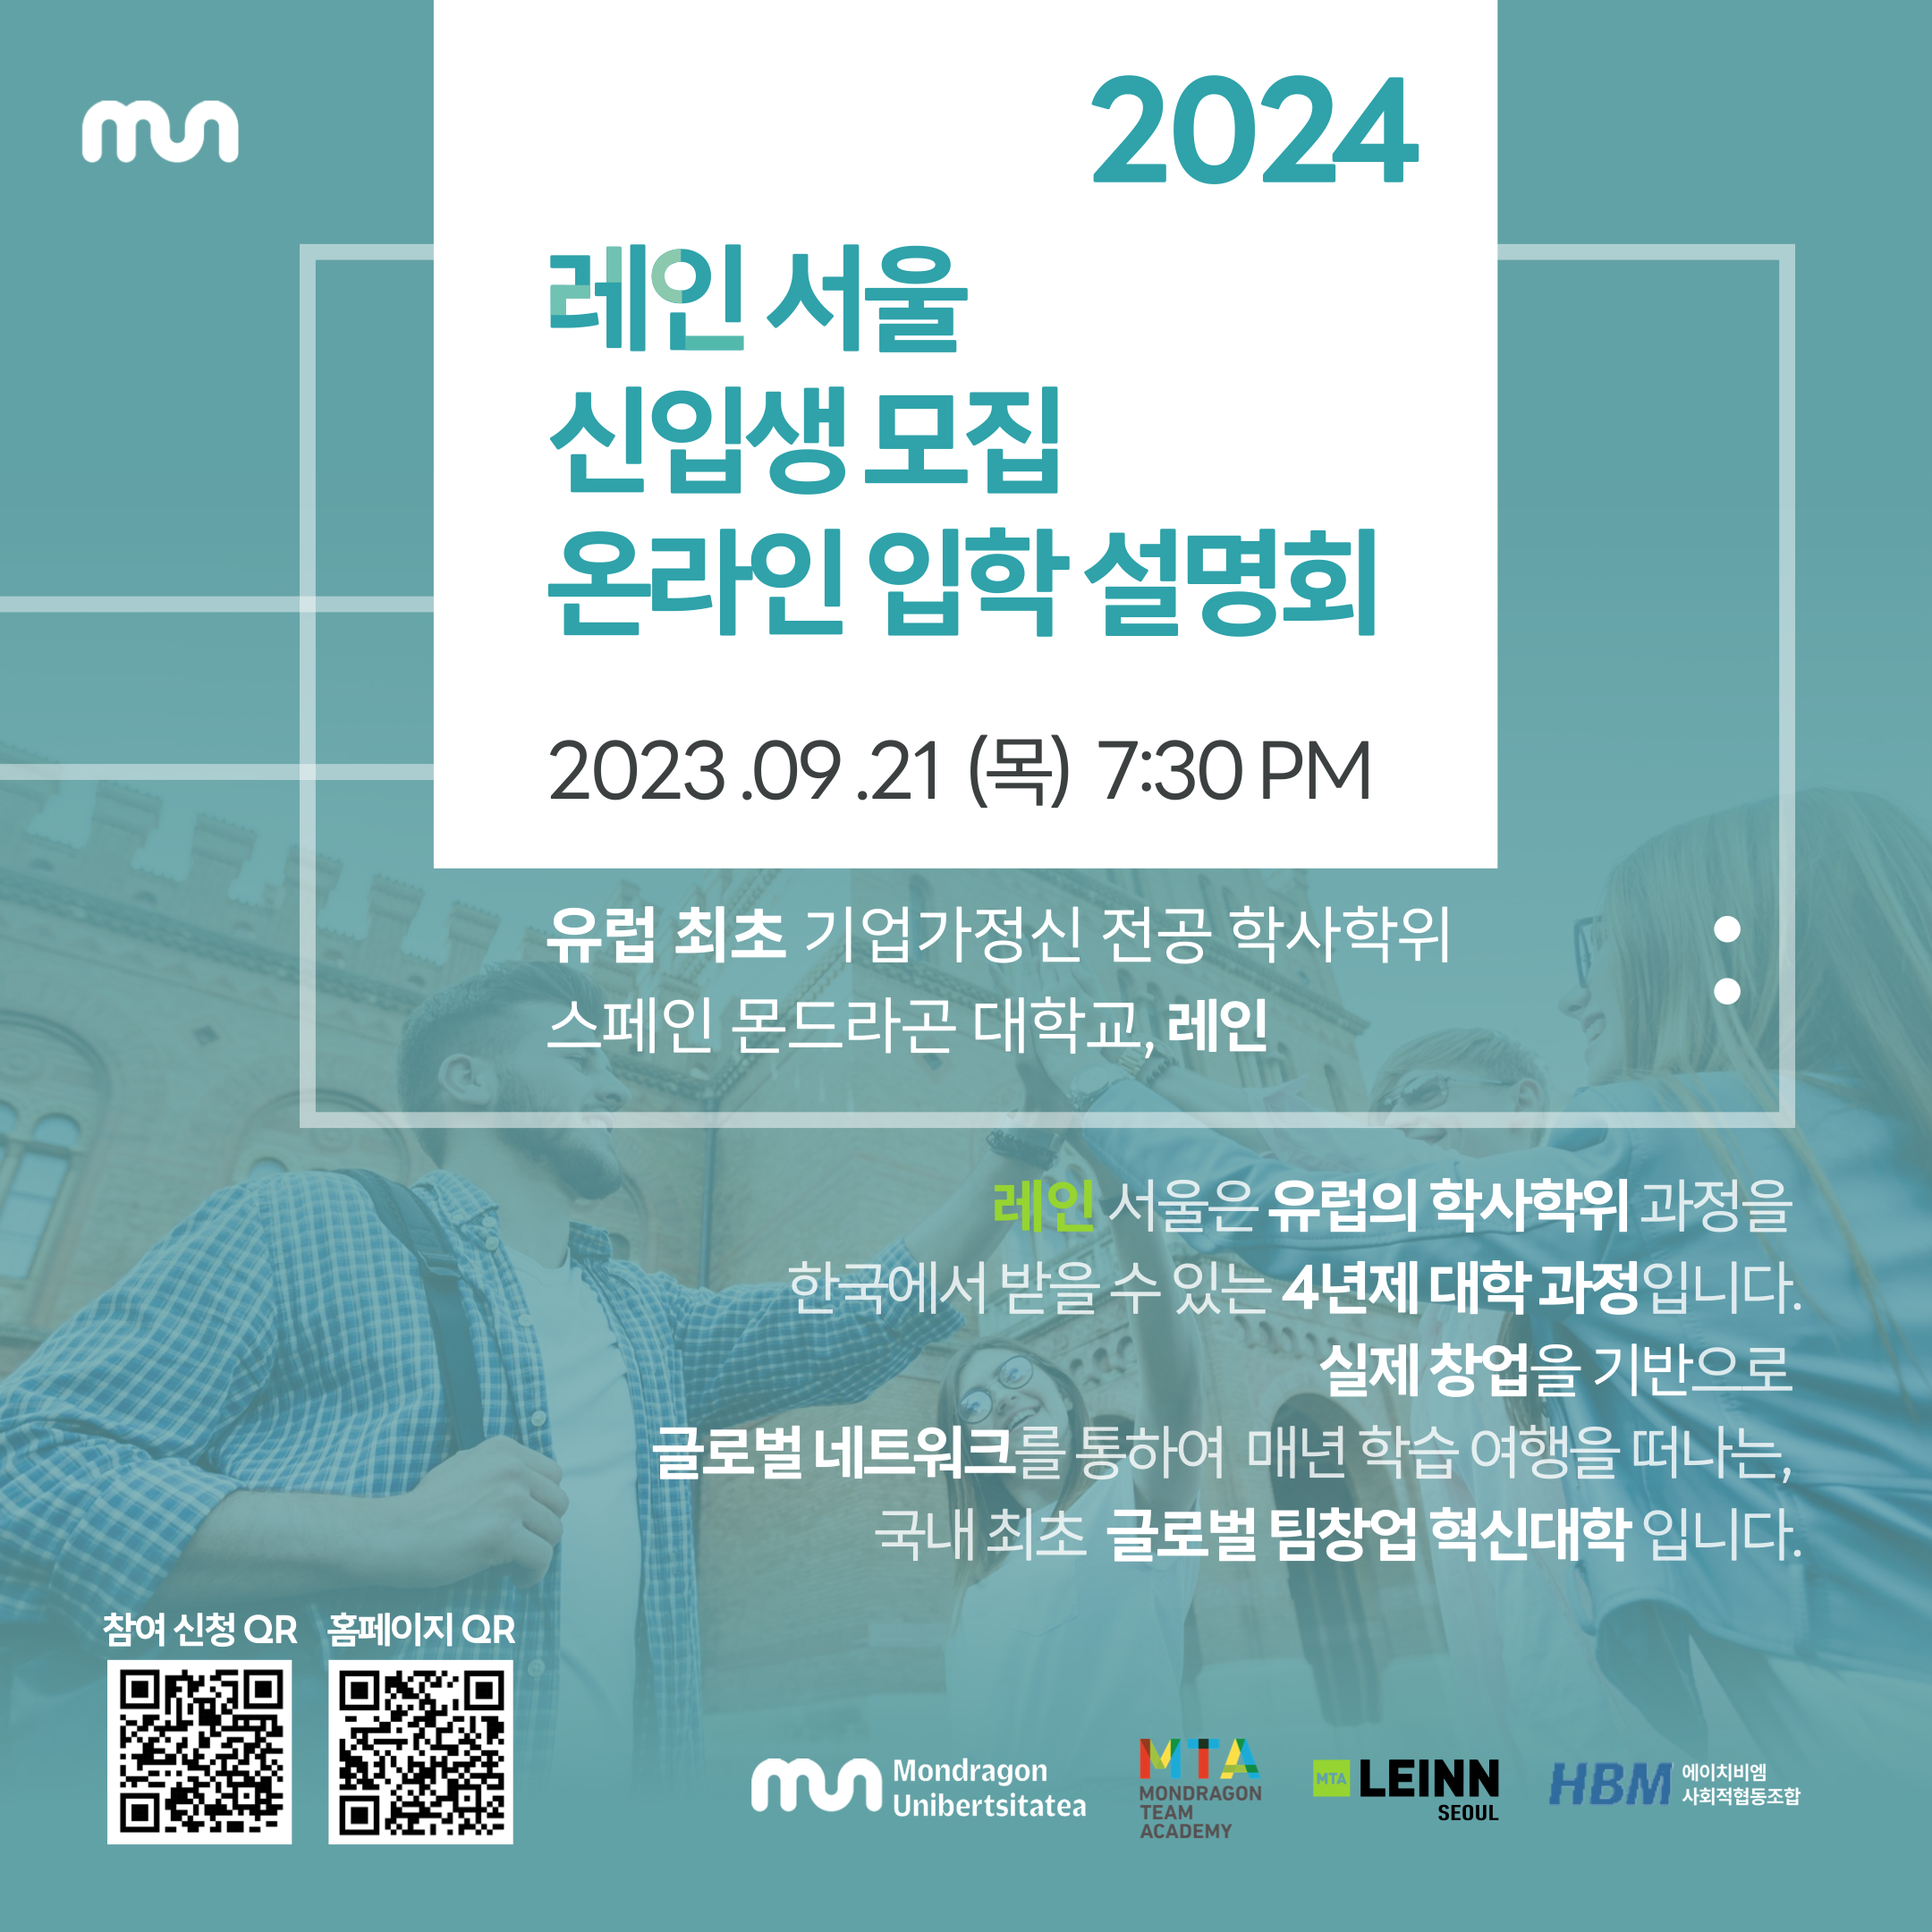 mun
2024
레인 서울
신입생 모집
온라인 입학 설명회
2023 .09 .21 (목) 7:30 PM
유럽 최초 기업가정신 전공 학사학위
스페인 몬드라곤 대학교, 레인
레인 서울은 유럽의 학사학위 과정을
한국에서 받을 수 있는 4년제 대학 과정입니다.
실제 창업을 기반으로
글로벌 네트워크를 통하여 매년 학습 여행을 떠나는,
국내 최초 글로벌 팀창업 혁신대학 입니다.
참여 신청 QR
홈페이지 QR
mun
Mondragon
Unibertsitatea
MTA
MONDRAGON
TEAM
ACADEMY
MTA LEINN
SEOUL
HBM
에이치비엠
사회적협동조합